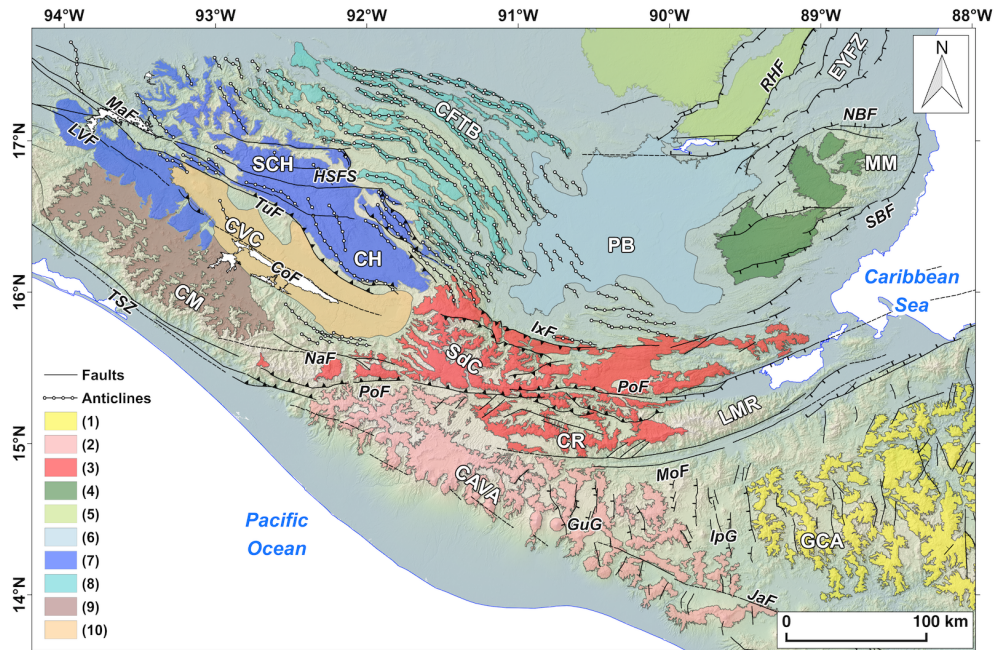 94°W 93°W 92°W 91°W 90°W 89°W 88°W
N
EYFZ
RHF
CFTB
MaF
NBF
17°N
LVF
SCH
MM
HSFS
TuF
SBF
CVC
PB
CH
CoF
Caribbean
Sea
16°N
CM
TSZ
IxF
NaF
SdC
PoF
PoF
Faults
LMR
Anticlines
(1)
15°N
(2)
CR
(3)
MoF
CAVA
(4)
Pacific
Ocean
GuG
IpG
GCA
(5)
(6)
(7)
(8)
14°N
JaF
(9)
(10)
0 100 km